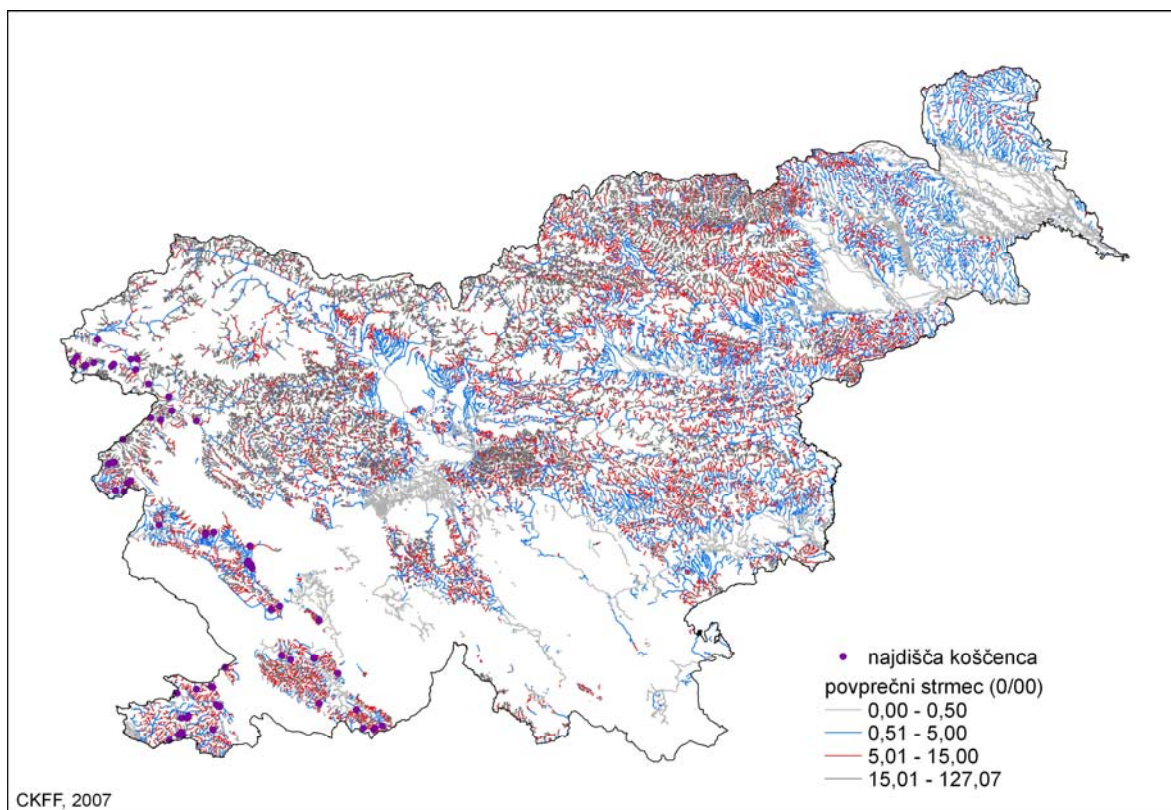 najdišča koščenca
povprečni strmec (0/00)
0,00 - 0,50
0,51 - 5,00
5,01 - 15,00
15,01 - 127,07
CKFF, 2007